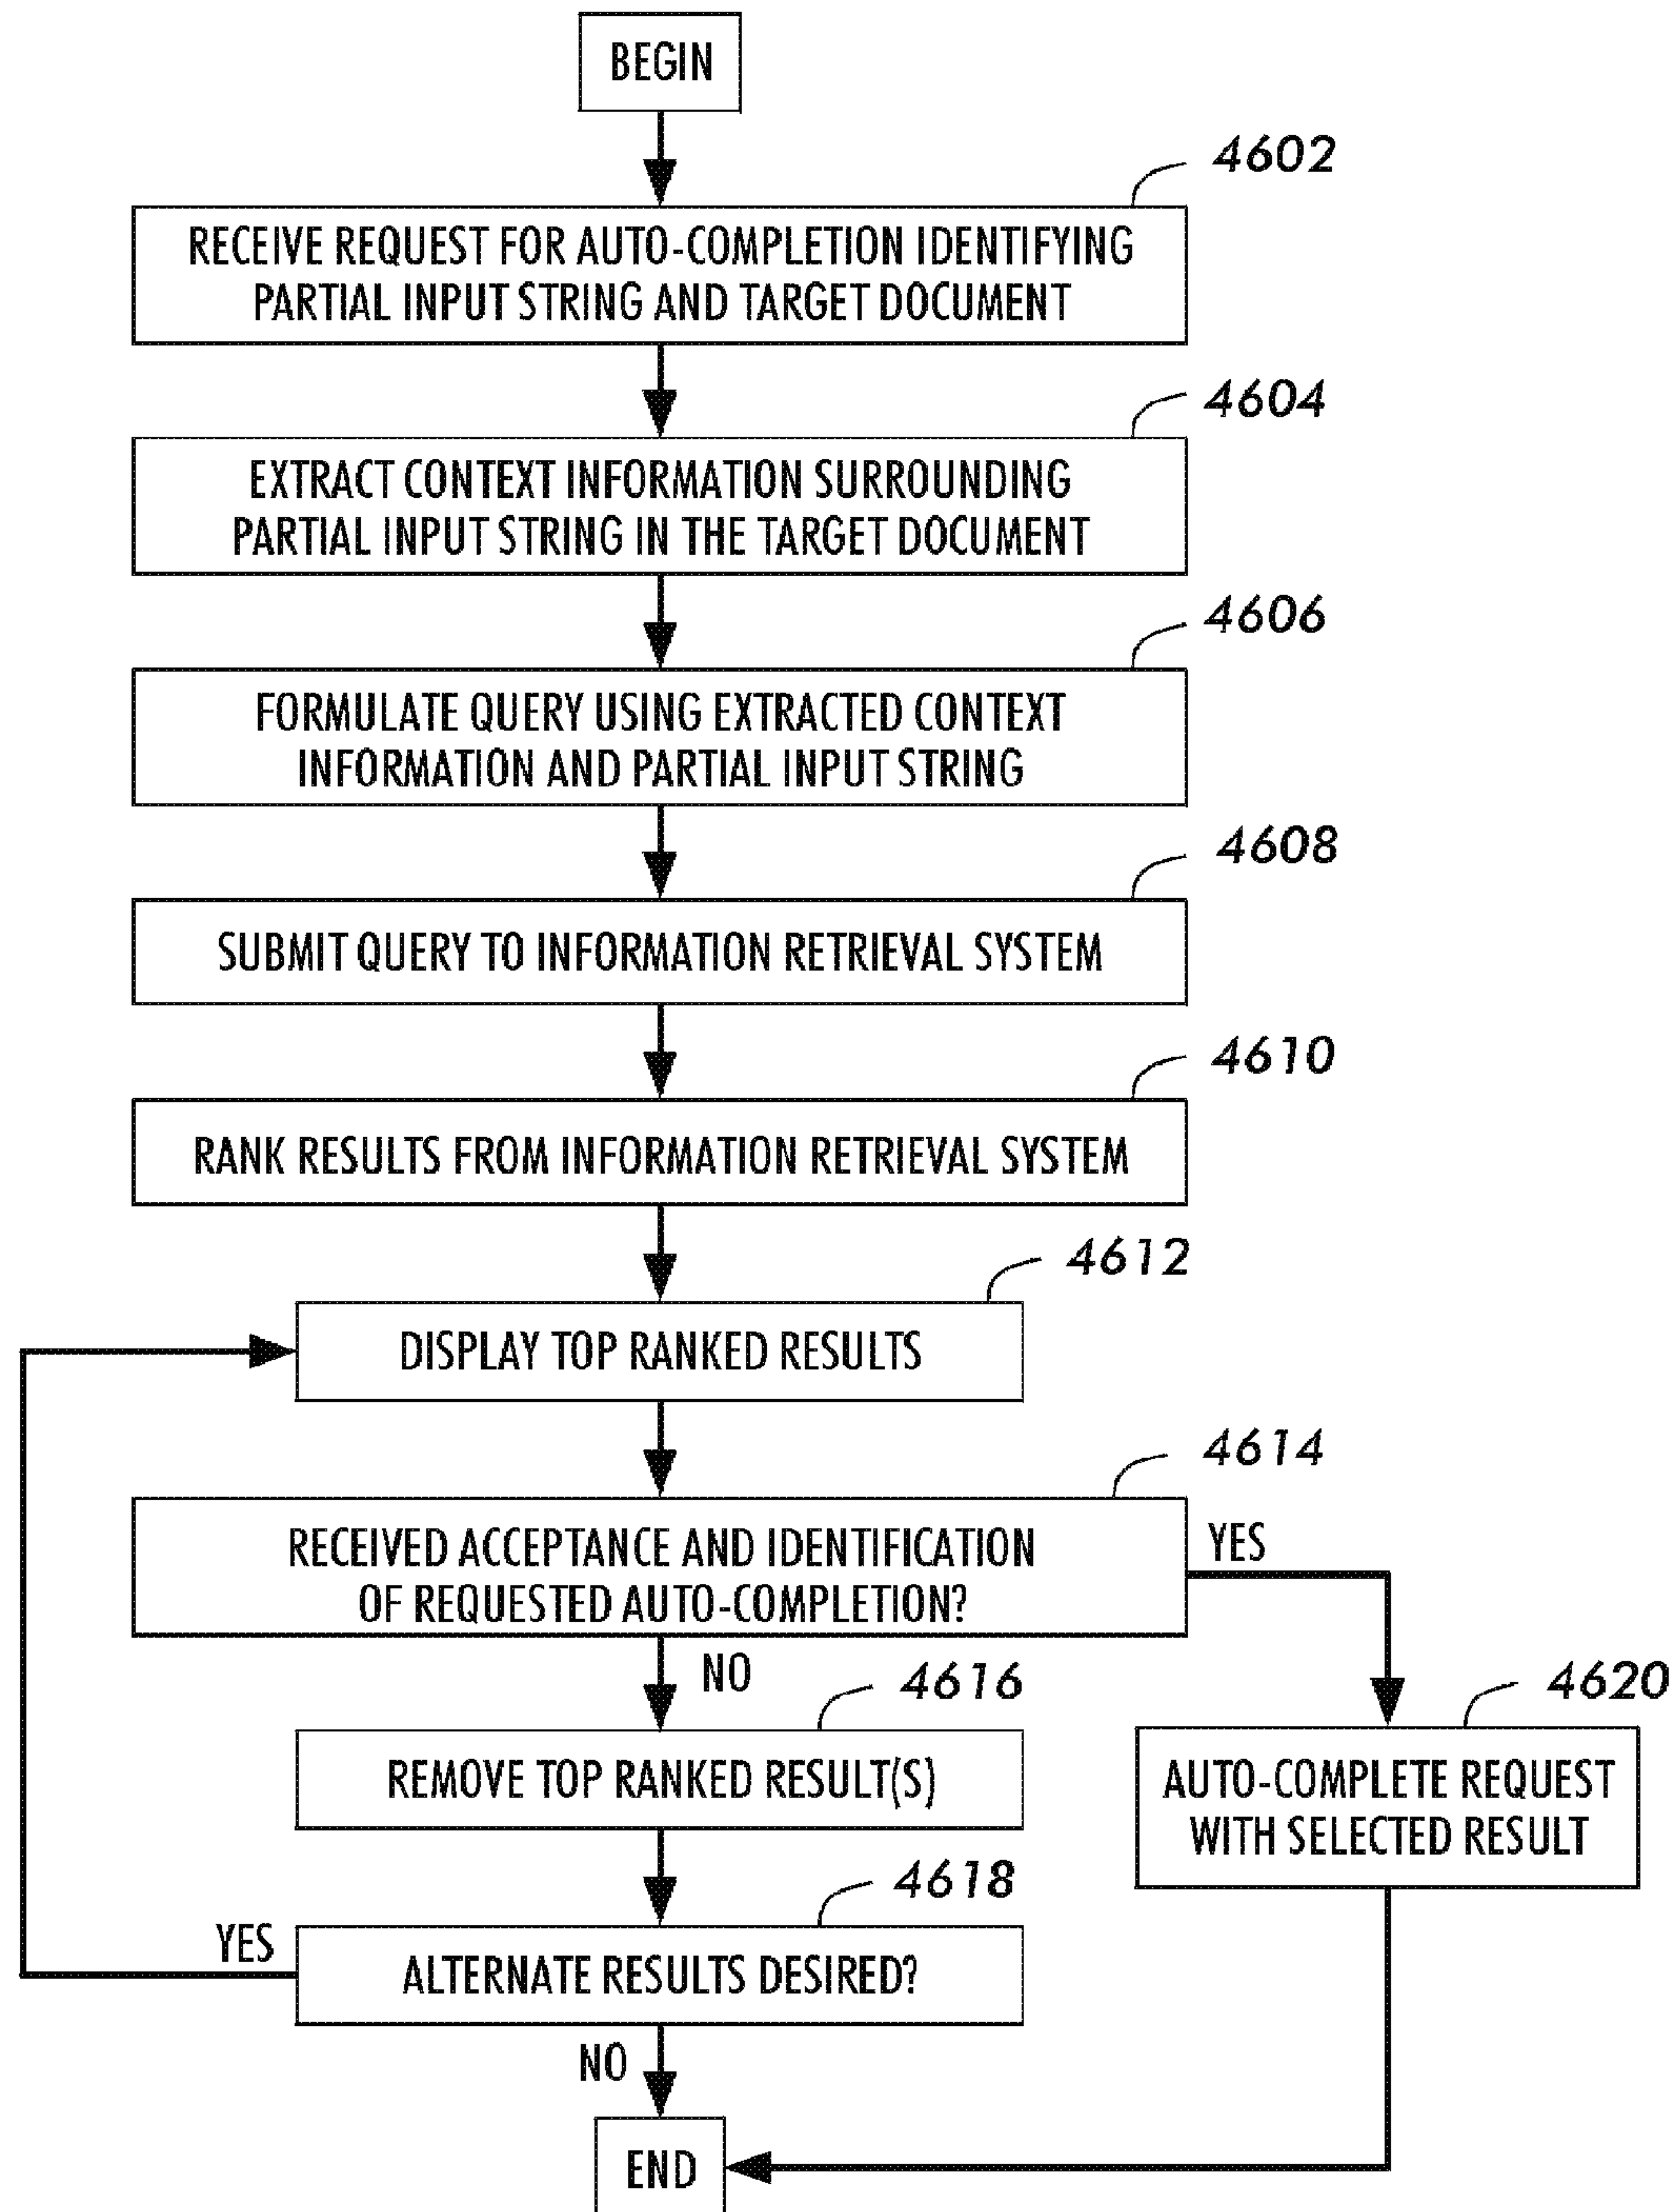 BEGIN
4602
RECEIVE REQUEST FOR AUTO-COMPLETION IDENTIFYING
PARTIAL INPUT STRING AND TARGET DOCUMENT
4604
EXTRACT CONTEXT INFORMATION SURROUNDING
PARTIAL INPUT STRING IN THE TARGET DOCUMENT
4606
FORMULATE QUERY USING EXTRACTED CONTEXT
INFORMATION AND PARTIAL INPUT STRING
4608
SUBMIT QUERY TO INFORMATION RETRIEVAL SYSTEM
4610
RANK RESULTS FROM INFORMATION RETRIEVAL SYSTEM
4612
DISPLAY TOP RANKED RESULTS
4614
RECEIVED ACCEPTANCE AND IDENTIFICATION
OF REQUESTED AUTO-COMPLETION?
YES
NO
4616
REMOVE TOP RANKED RESULT(S)
4620
AUTO-COMPLETE REQUEST
WITH SELECTED RESULT
4618
ALTERNATE RESULTS DESIRED?
YES
NO
END